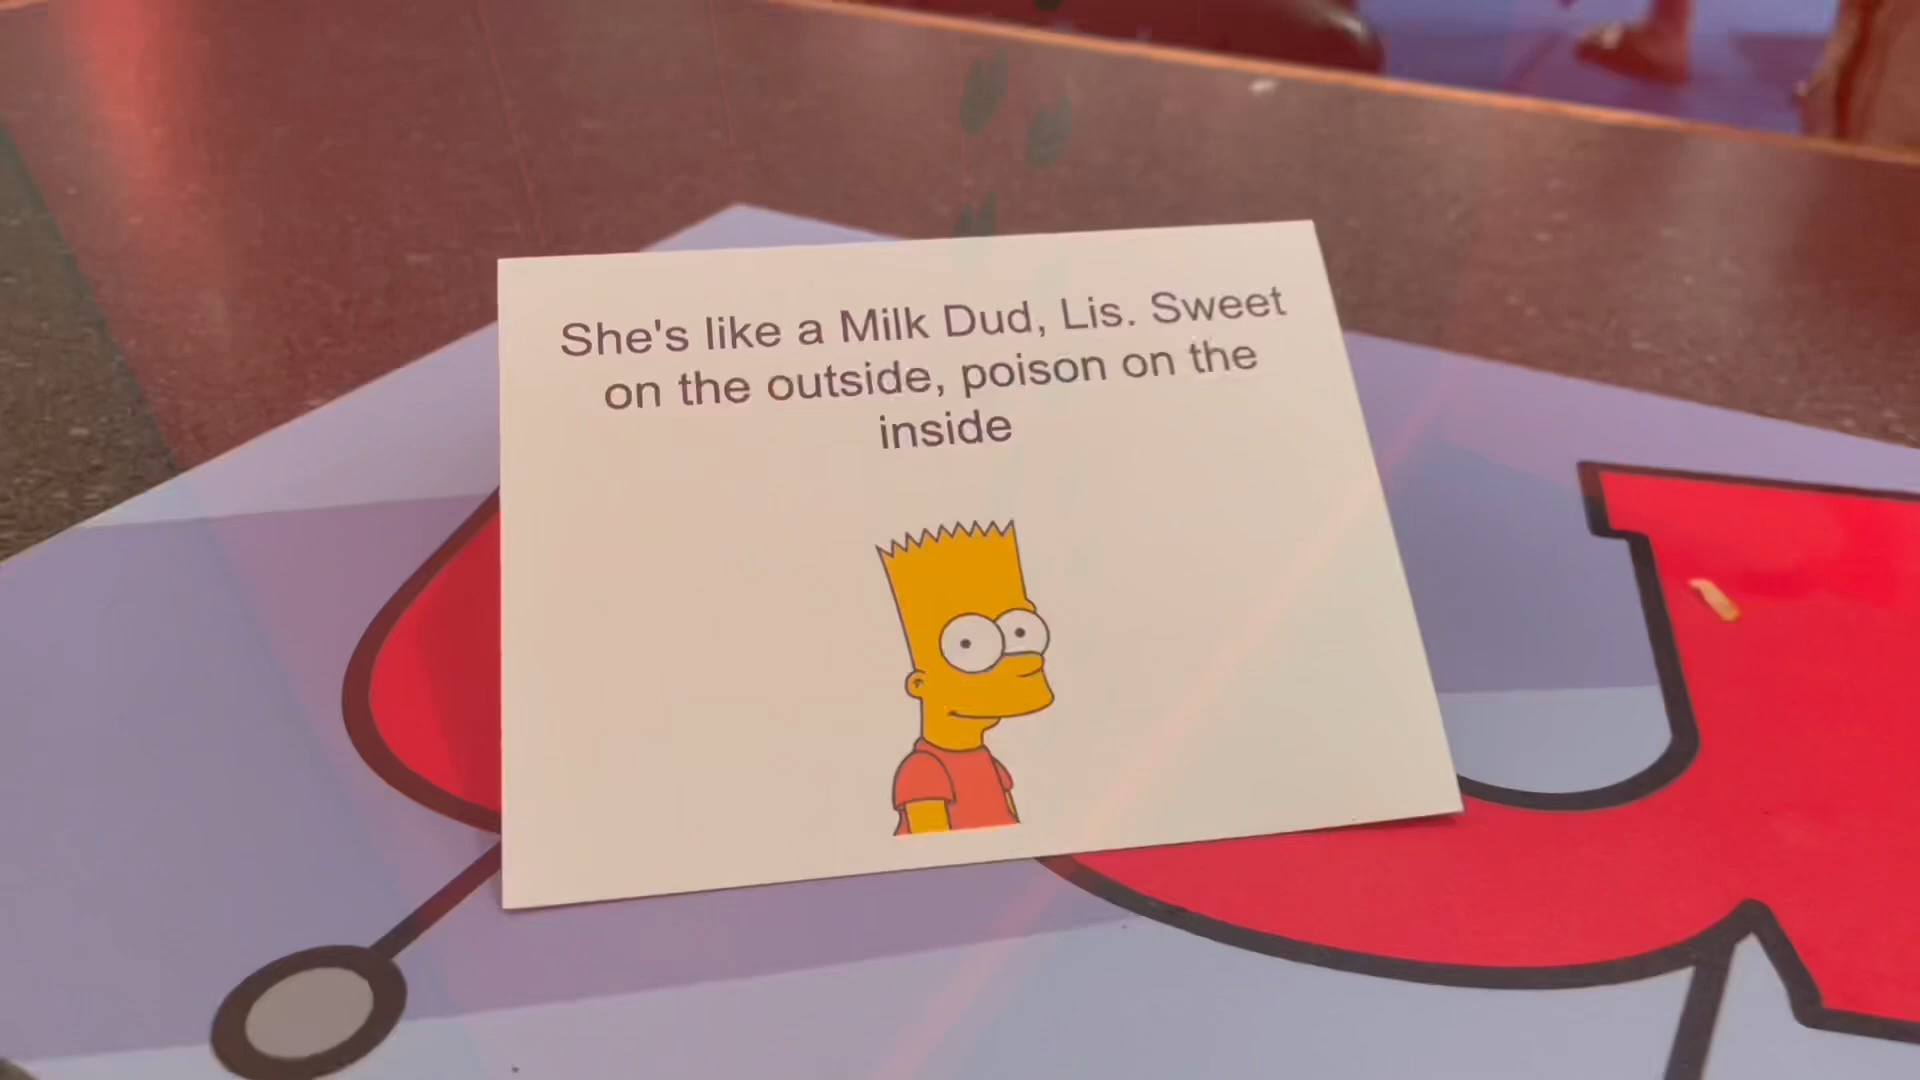 She's like a Milk Dud, Lis. Sweet
on the outside, poison on the
inside